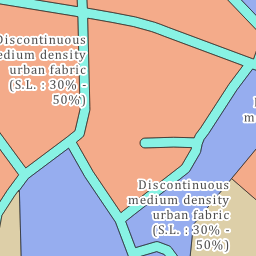 Discontinuous
medium density
urban fabric
(S.L. : 30% -
50%)
Discontinuous
medium density
urban fabric
(S.L. : 30% -
50%)